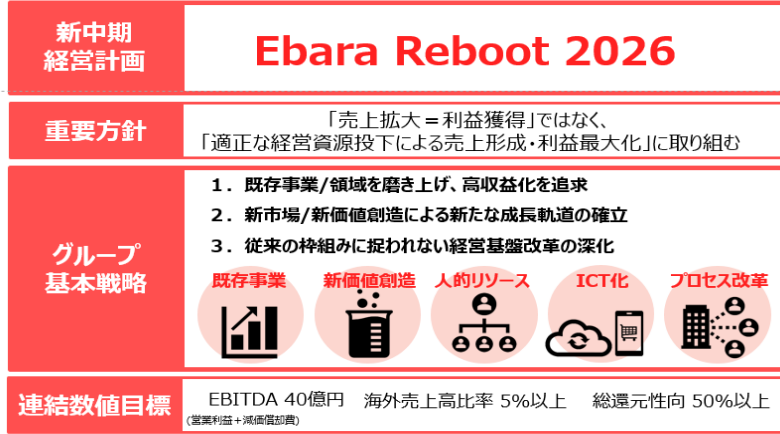 新中期
経営計画
Ebara Reboot 2026
重要方針
「売上拡大＝利益獲得」ではなく、
「適正な経営資源投下による売上形成・利益最大化」に取り組む
グループ
基本戦略
１．既存事業/領域を磨き上げ、高収益化を追求
２．新市場/新価値創造による新たな成長軌道の確立
３．従来の枠組みに捉われない経営基盤改革の深化
既存事業 新価値創造 人的リソース ICT化 プロセス改革
連結数値目標
EBITDA 40億円 海外売上高比率 5%以上 総還元性向 50%以上
(営業利益＋減価償却費)